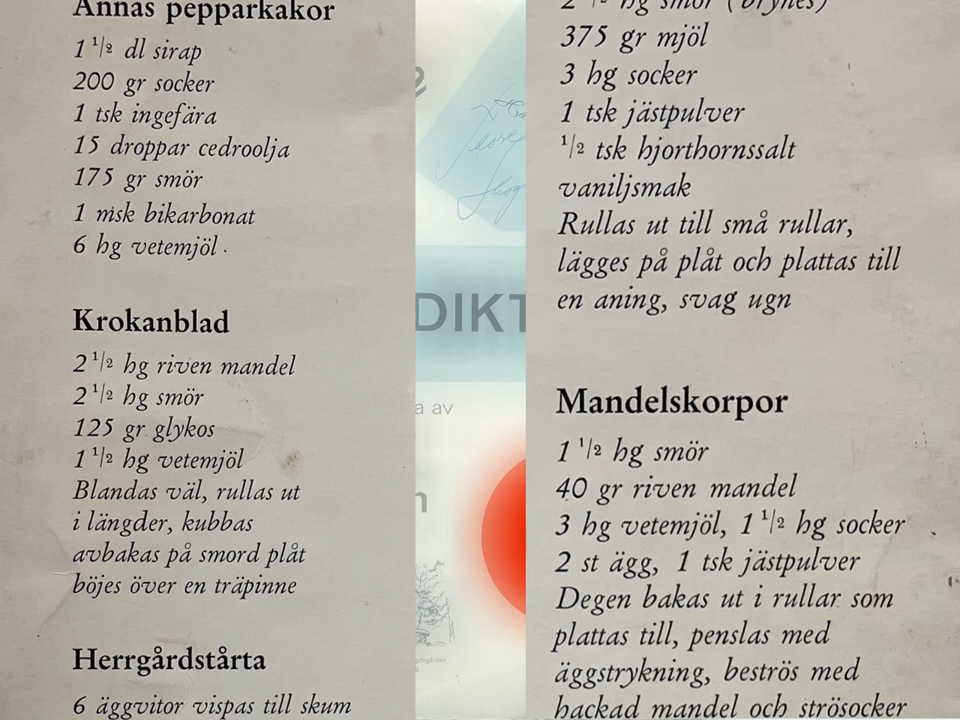 Annas pepparkakor
1 1/2 dl sirap
200 gr socker
1 tsk ingefära
15 droppar cedroolja
175 gr smör
1 msk bikarbonat
6 hg vetemjöl
Krokanblad
2 1/2 hg riven mandel
2 1/2 hg smör
125 gr glykos
1 1/2 hg vetemjöl
Blandas väl, rullas ut
i längder, kubbas
avbakas på smord plåt
böjes över en träpinne
Herrgårdstårta
6 äggvitor vispas till skum
DIKT
a av
2 1/2 hg smör (brynes)
375 gr mjöl
3 hg socker
1 tsk jästpulver
1/2 tsk hjorthornssalt
vaniljsmak
Rullas ut till små rullar,
lägges på plåt och plattas till
en aning, svag ugn
Mandelskorpor
1 1/2 hg smör
40 gr riven mandel
3 hg vetemjöl, 1 1/2 hg socker
2 st ägg, 1 tsk jästpulver
Degen bakas ut i rullar som
plattas till, penslas med
äggstrykning, beströs med
hackad mandel och strösocker